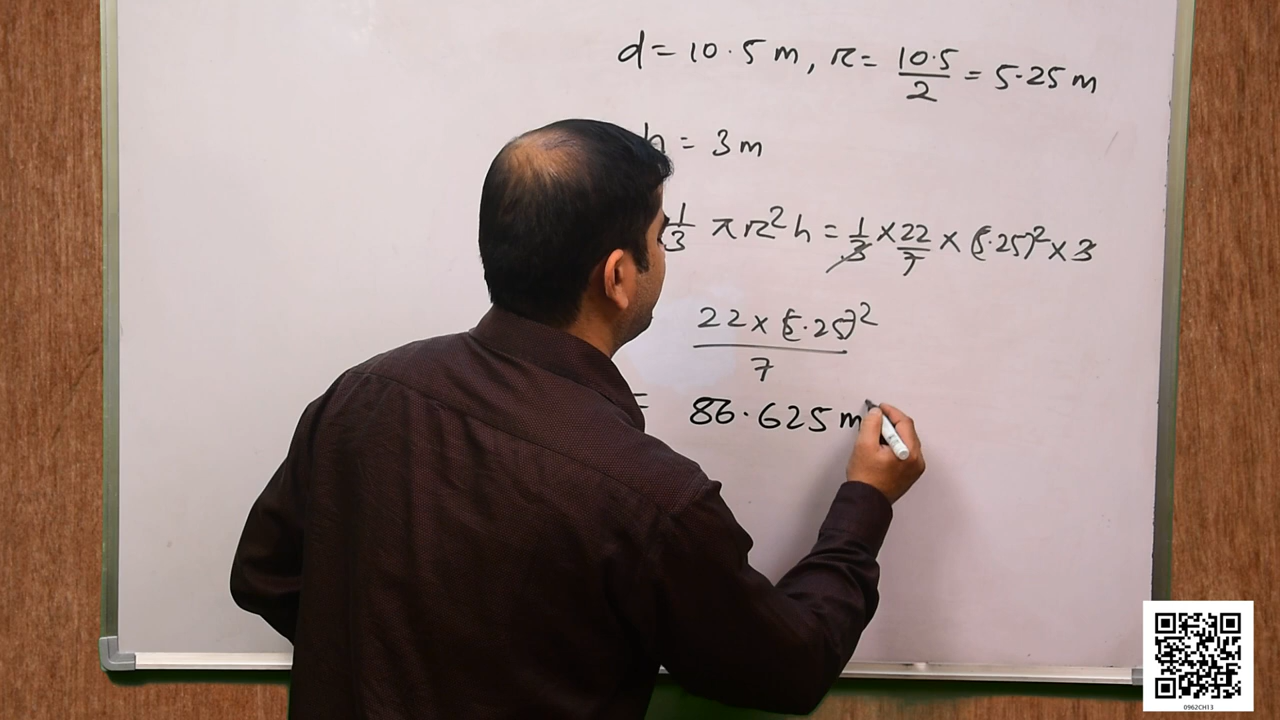 d = 10.5 m, r = 10.5/2 = 5.25 m
h = 3 m
1/3 πr²h = 1/3 × 22/7 × (5.25)² × 3
22 × (5.25)²
7
= 86.625 m
0962CH13